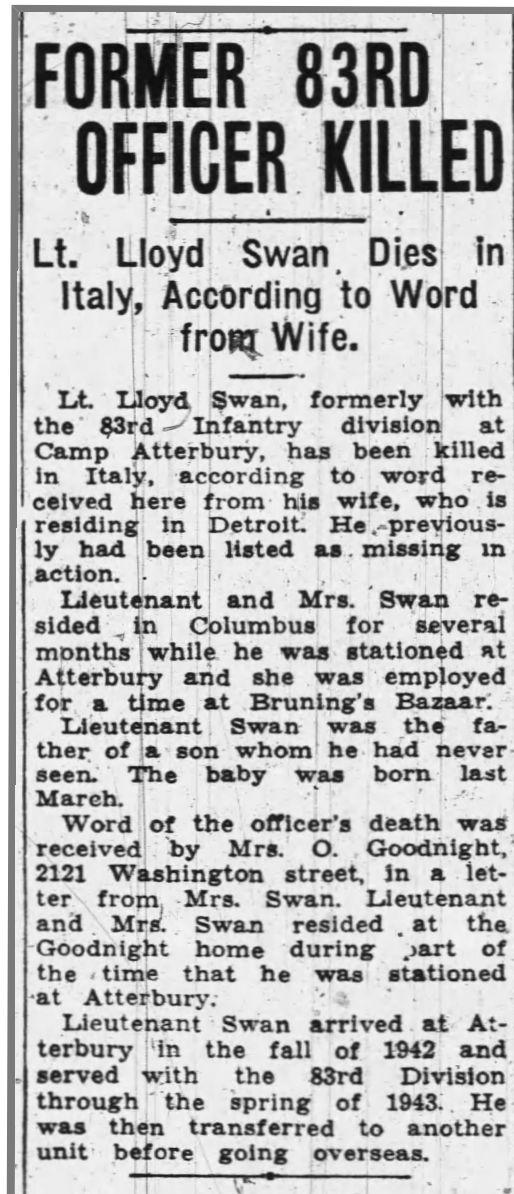 FORMER 83RD
OFFICER KILLED
Lt. Lloyd Swan Dies in
Italy, According to Word
from Wife.
Lt. Lloyd Swan, formerly with
the 83rd Infantry division at
Camp Atterbury, has been killed
in Italy, according to word re-
ceived here from his wife, who is
residing in Detroit. He previous-
ly had been listed as missing in
action.
Lieutenant and Mrs. Swan re-
sided in Columbus for several
months while he was stationed at
Atterbury and she was employed
for a time at Bruning's Bazaar.
Lieutenant Swan was the fa-
ther of a son whom he had never
seen. The baby was born last
March.
Word of the officer's death was
received by Mrs. O. Goodnight,
2121 Washington street, in a let-
ter from Mrs. Swan. Lieutenant
and Mrs. Swan resided at the
Goodnight home during part of
the time that he was stationed
at Atterbury.
Lieutenant Swan arrived at At-
terbury in the fall of 1942 and
served with the 83rd Division
through the spring of 1943. He
was then transferred to another
unit before going overseas.